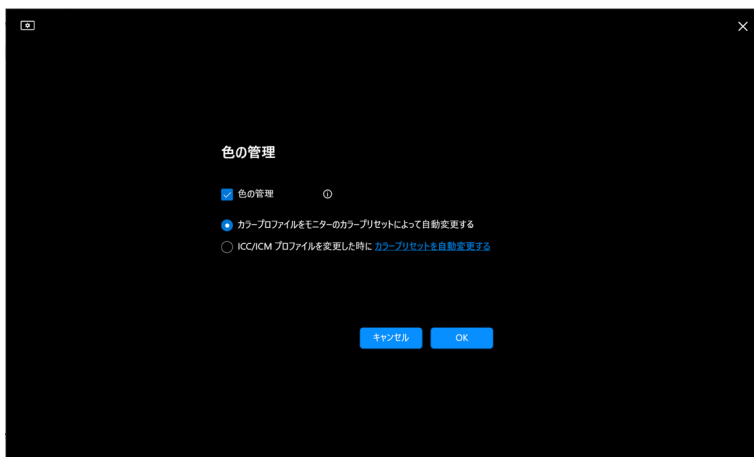 色の管理
色の管理
カラープロファイルをモニターのカラープリセットによって自動変更する
ICC/ICM プロファイルを変更した時に カラープリセットを自動変更する
キャンセル OK